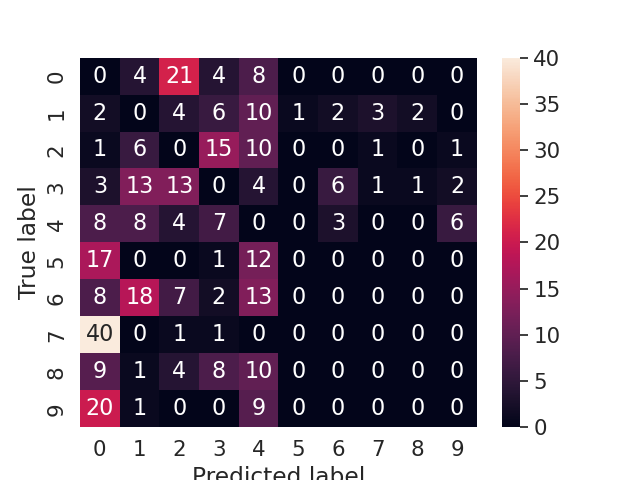 0 0 4 21 4 8 0 0 0 0 0
1 2 0 4 6 10 1 2 3 2 0
2 1 6 0 15 10 0 0 1 0 1
3 3 13 13 0 4 0 6 1 1 2
4 8 8 4 7 0 0 3 0 0 6
5 17 0 0 1 12 0 0 0 0 0
6 8 18 7 2 13 0 0 0 0 0
7 40 0 1 1 0 0 0 0 0 0
8 9 1 4 8 10 0 0 0 0 0
9 20 1 0 0 9 0 0 0 0 0
0 1 2 3 4 5 6 7 8 9
True label
Predicted label
40
35
30
25
20
15
10
5
0